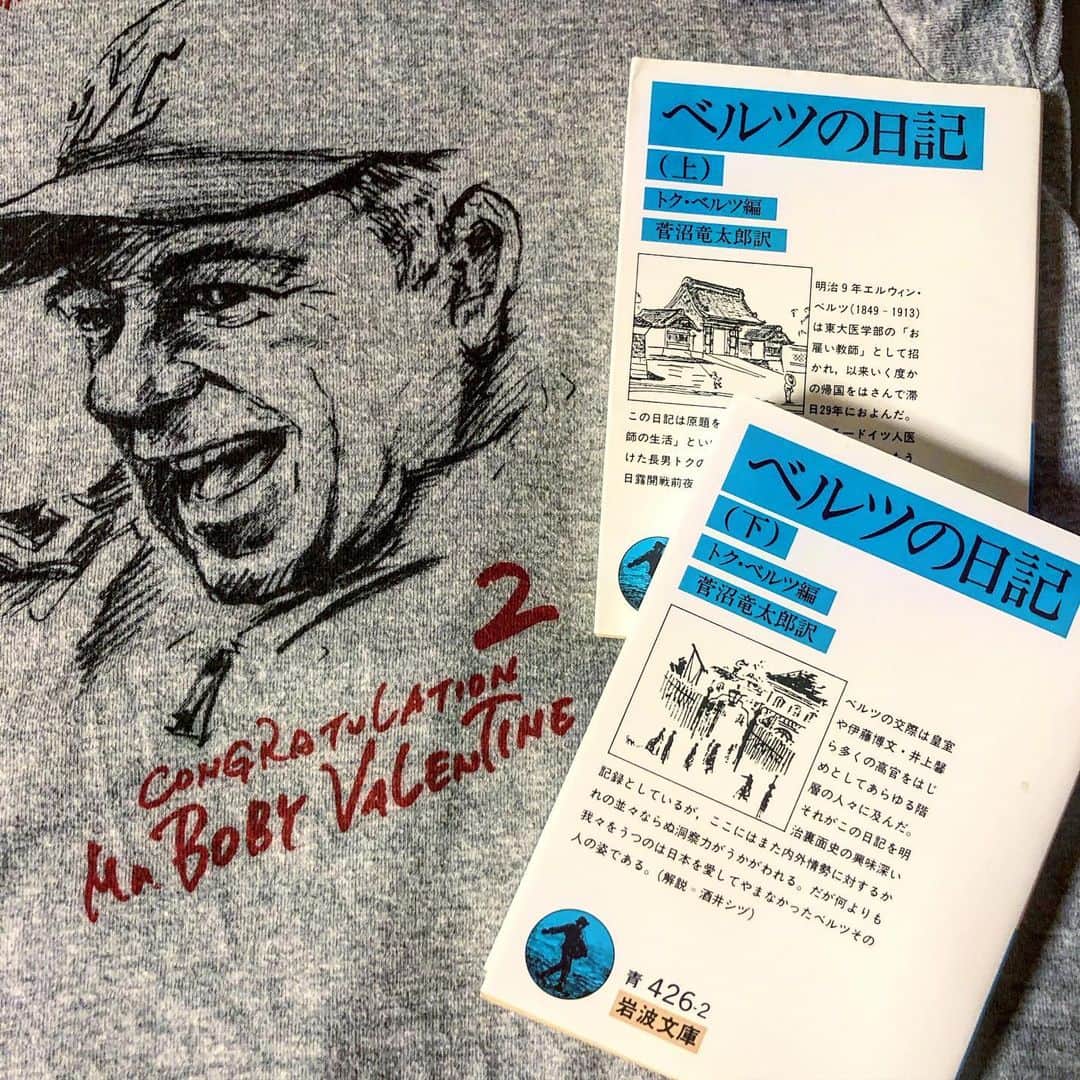 2
CONGRATULATION
Mr. BOBY VALENTINE
ベルツの日記
(上)
トク・ベルツ編
菅沼竜太郎訳
明治9年エルウィン・
ベルツ(1849‐1913)
は東大医学部の「お
雇い教師」として招
かれ,以来いく度か
の帰国をはさんで滞
日29年におよんだ。
ドイツ人医
この日記は原題を
師の生活」とい
けた長男トクの
日露開戦前夜
ベルツの日記
(下)
トク・ベルツ編
菅沼竜太郎訳
ベルツの交際は皇室
や伊藤博文・井上馨
ら多くの高官をはじ
めとしてあらゆる階
層の人々に及んだ。
それがこの日記を明
治裏面史の興味深い
記録としているが,ここにはまた内外情勢に対するか
れの並々ならぬ洞察力がうかがわれる。だが何よりも
我々をうつのは日本を愛してやまなかったベルツその
人の姿である。(解説=酒井シヅ)
青 426-2
岩波文庫